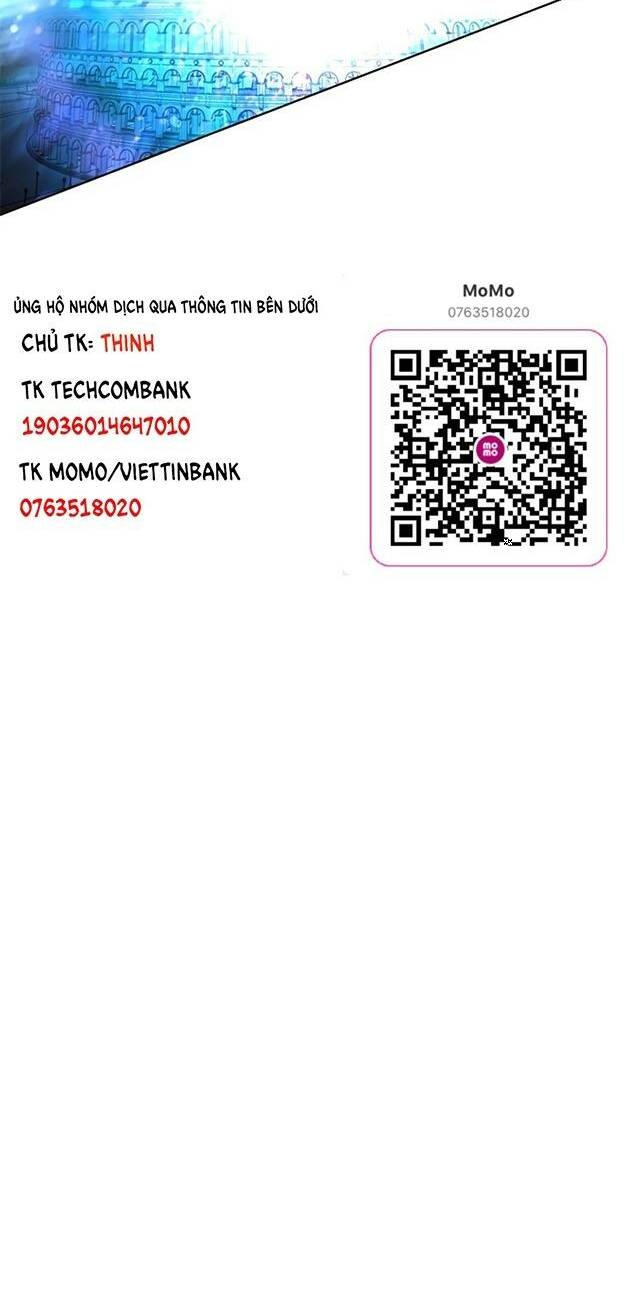 ỦNG HỘ NHÓM DỊCH QUA THÔNG TIN BÊN DƯỚI
CHỦ TK: THINH
TK TECHCOMBANK
19036014647010
TK MOMO/VIETTINBANK
0763518020
MoMo
0763518020
mo
mo